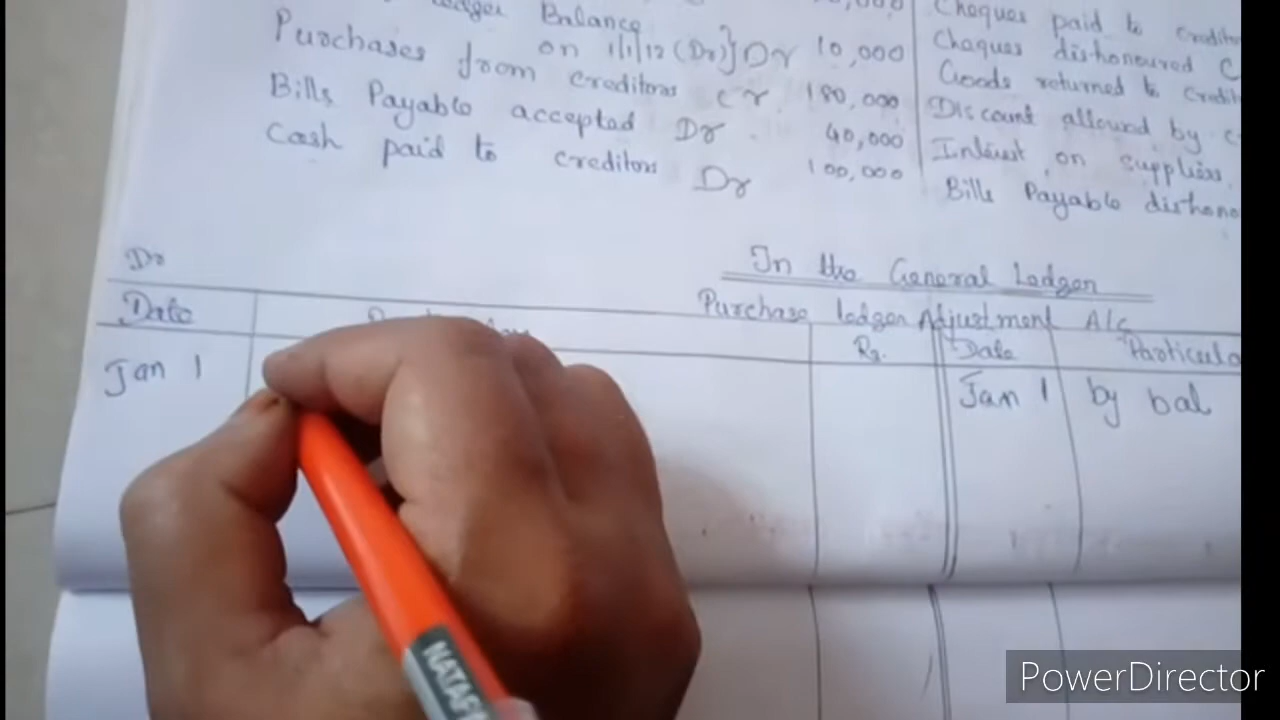 Ledger Balance
on 1/1/12 (Dr)} Dr 10,000
Purchases from creditors cr 180,000
Bills Payable accepted Dr 40,000
Cash paid to creditors Dr 100,000
Cheques paid to
Cheques dishonoured
Goods returned to
Discount allowed by
Interest on suppliers
Bills Payable
Dr
In the General Ledger
Purchase ledger Adjustment A/c
Date
Rs. Date
Jan 1
Jan 1 by bal
NATAF
PowerDirector